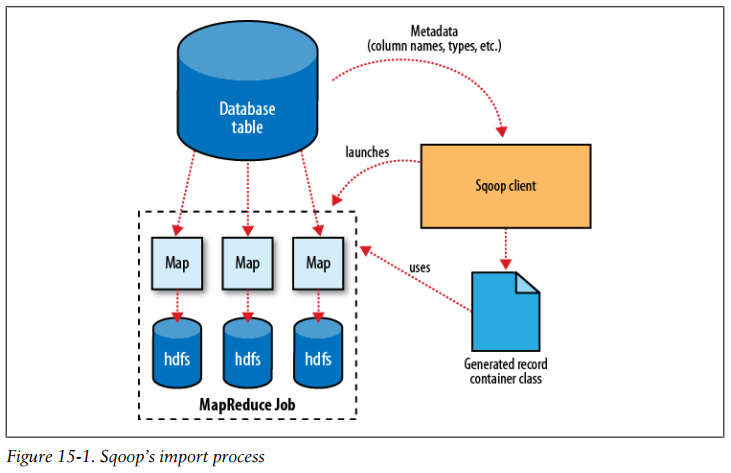 Metadata
(column names, types, etc.)
Database
table
launches
Sqoop client
Map
Map
Map
uses
hdfs
hdfs
hdfs
Generated record
container class
MapReduce Job
Figure 15-1. Sqoop’s import process